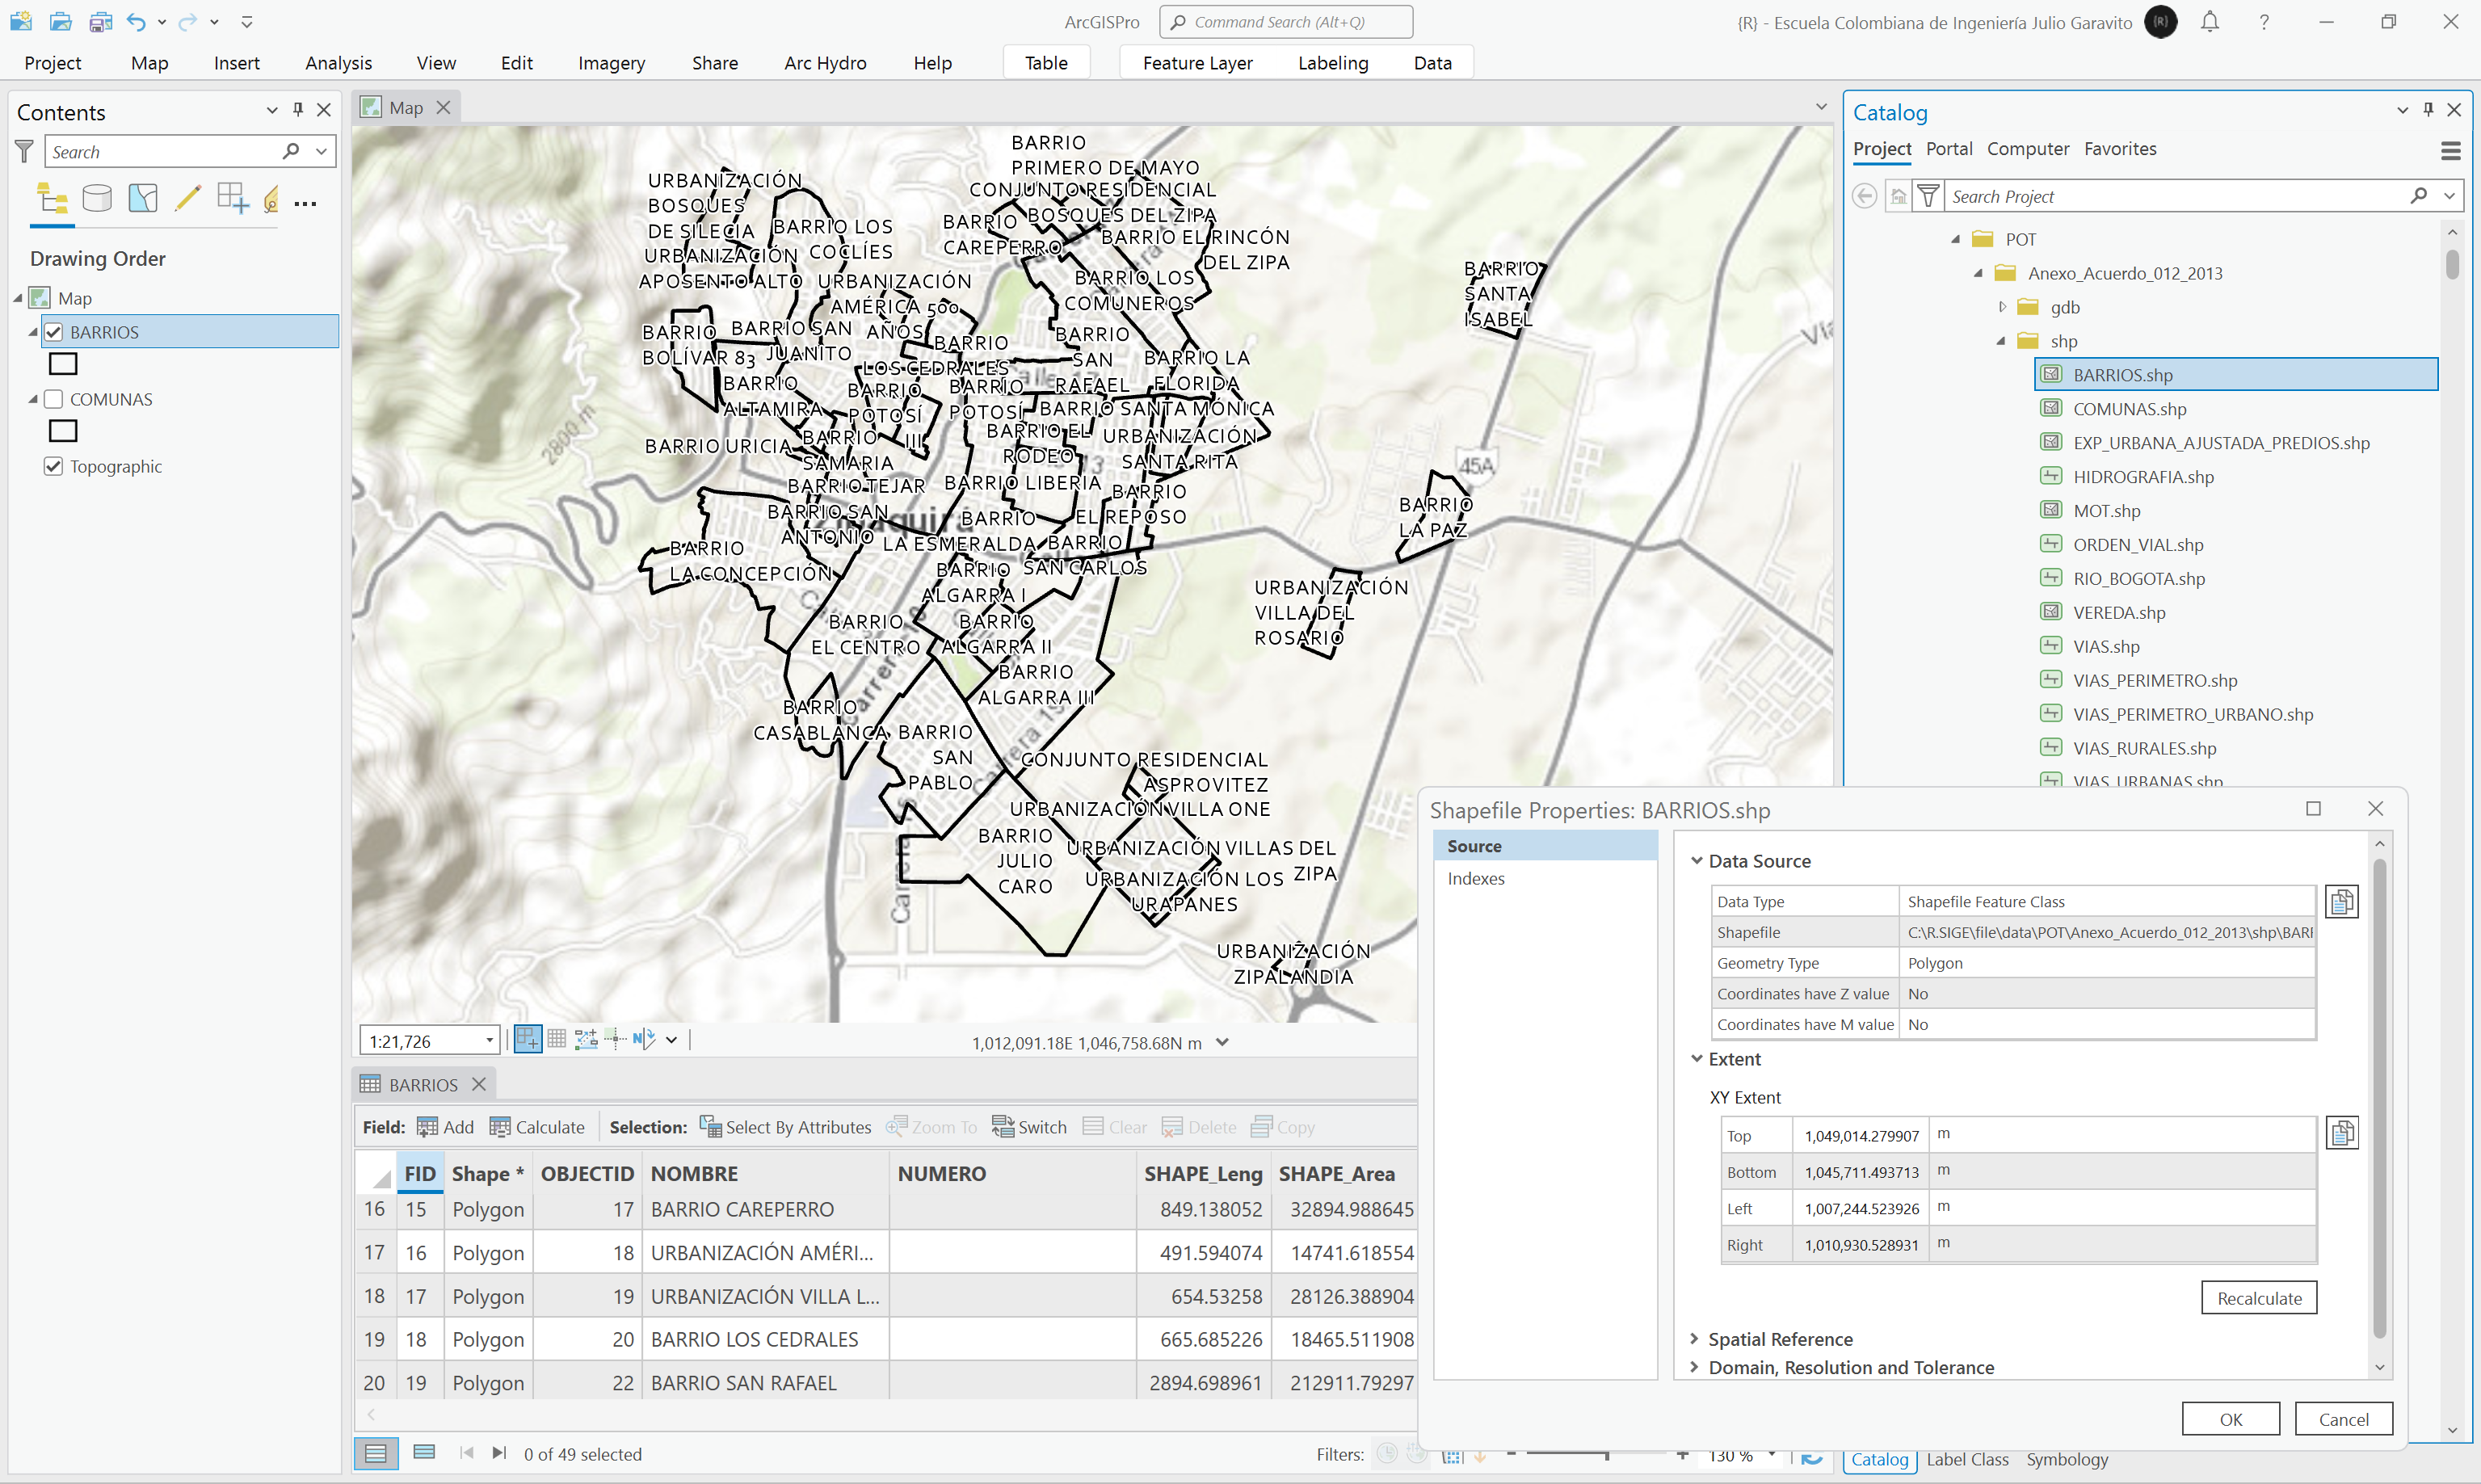 ArcGISPro
Command Search (Alt+Q)
{R} - Escuela Colombiana de Ingeniería Julio Garavito
{R}
Project
Map
Insert
Analysis
View
Edit
Imagery
Share
Arc Hydro
Help
Table
Feature Layer
Labeling
Data
Contents
Search
Drawing Order
Map
BARRIOS
COMUNAS
Topographic
Map
BARRIO
PRIMERO DE MAYO
URBANIZACIÓN
BOSQUES
DE SILECIA
CONJUNTO RESIDENCIAL
BOSQUES DEL ZIPA
BARRIO LOS
COCLÍES
BARRIO
CAREPERRO
BARRIO EL RINCÓN
DEL ZIPA
URBANIZACIÓN
APOSENTO ALTO
URBANIZACIÓN
AMÉRICA 500
AÑOS
BARRIO LOS
COMUNEROS
BARRIO
SANTA
ISABEL
BARRIO
BOLÍVAR 83
BARRIO SAN
JUANITO
BARRIO
LOS CEDRALES
BARRIO
SAN
RAFAEL
BARRIO LA
FLORIDA
BARRIO
ALTAMIRA
BARRIO
POTOSÍ
III
BARRIO
POTOSÍ
BARRIO SANTA MÓNICA
BARRIO URICIA
BARRIO
SAMARIA
BARRIO EL
RODEO
URBANIZACIÓN
SANTA RITA
BARRIO TEJAR
BARRIO LIBERIA
BARRIO
EL REPOSO
BARRIO SAN
ANTONIO
BARRIO
LA ESMERALDA
BARRIO
SAN CARLOS
BARRIO
LA CONCEPCIÓN
BARRIO
ALGARRA I
BARRIO
LA PAZ
45A
2800 m
URBANIZACIÓN
VILLA DEL
ROSARIO
BARRIO
EL CENTRO
BARRIO
ALGARRA II
BARRIO
ALGARRA III
BARRIO
CASABLANCA
BARRIO
SAN
PABLO
CONJUNTO RESIDENCIAL
ASPROVITEZ
URBANIZACIÓN VILLA ONE
BARRIO
JULIO
CARO
URBANIZACIÓN VILLAS DEL
ZIPA
URBANIZACIÓN LOS
URAPANES
URBANIZACIÓN
ZIPALANDIA
1:21,726
1,012,091.18E 1,046,758.68N m
BARRIOS
Field: Add Calculate Selection: Select By Attributes Zoom To Switch Clear Delete Copy
FID Shape * OBJECTID NOMBRE NUMERO SHAPE_Leng SHAPE_Area
16 15 Polygon 17 BARRIO CAREPERRO 849.138052 32894.988645
17 16 Polygon 18 URBANIZACIÓN AMÉRI... 491.594074 14741.618554
18 17 Polygon 19 URBANIZACIÓN VILLA L... 654.53258 28126.388904
19 18 Polygon 20 BARRIO LOS CEDRALES 665.685226 18465.511908
20 19 Polygon 22 BARRIO SAN RAFAEL 2894.698961 212911.79297
0 of 49 selected
Filters:
130 %
Catalog
Project Portal Computer Favorites
Search Project
POT
Anexo_Acuerdo_012_2013
gdb
shp
BARRIOS.shp
COMUNAS.shp
EXP_URBANA_AJUSTADA_PREDIOS.shp
HIDROGRAFIA.shp
MOT.shp
ORDEN_VIAL.shp
RIO_BOGOTA.shp
VEREDA.shp
VIAS.shp
VIAS_PERIMETRO.shp
VIAS_PERIMETRO_URBANO.shp
VIAS_RURALES.shp
VIAS_URBANAS.shp
Shapefile Properties: BARRIOS.shp
Source
Indexes
Data Source
Data Type Shapefile Feature Class
Shapefile C:\R.SIGE\file\data\POT\Anexo_Acuerdo_012_2013\shp\BARR
Geometry Type Polygon
Coordinates have Z value No
Coordinates have M value No
Extent
XY Extent
Top 1,049,014.279907 m
Bottom 1,045,711.493713 m
Left 1,007,244.523926 m
Right 1,010,930.528931 m
Recalculate
Spatial Reference
Domain, Resolution and Tolerance
OK
Cancel
Catalog Label Class Symbology